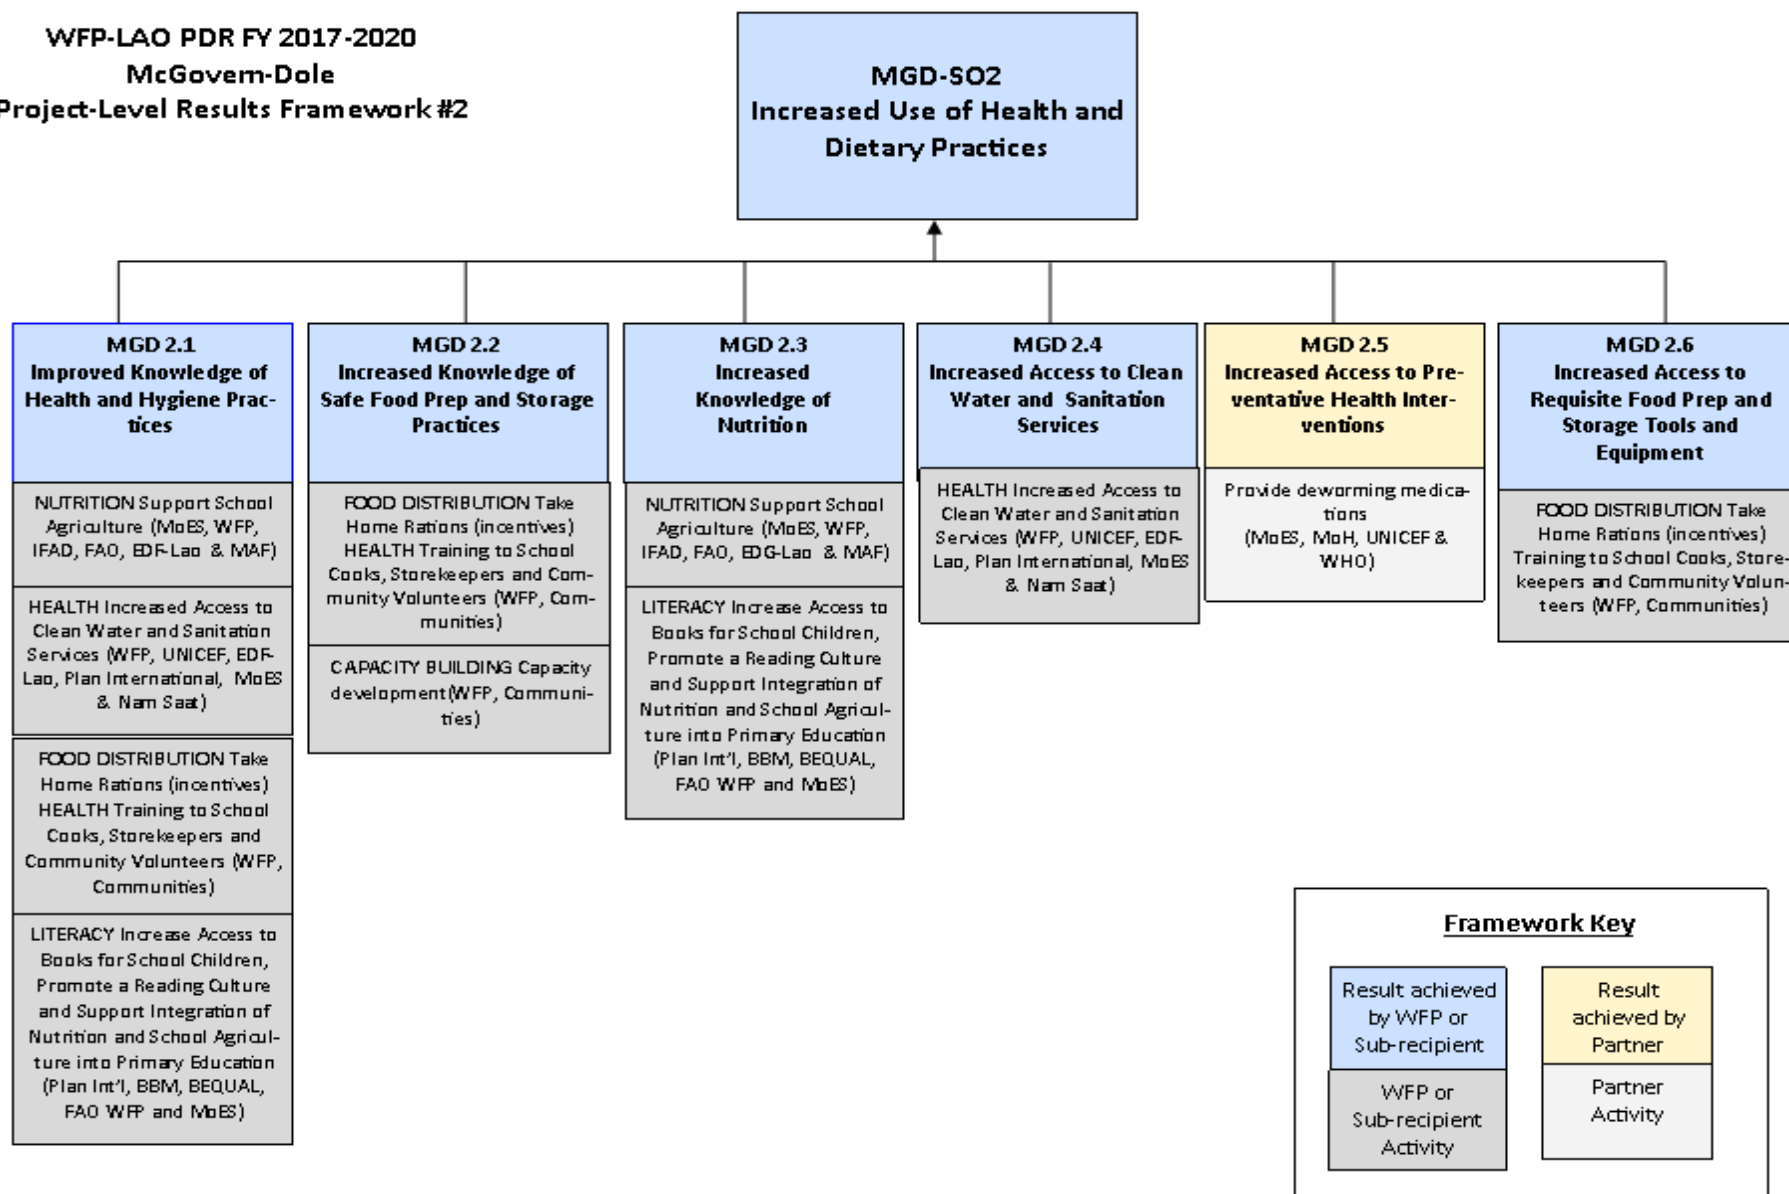 WFP-LAO PDR FY 2017-2020
McGovern-Dole
Project-Level Results Framework #2
MGD-SO2
Increased Use of Health and
Dietary Practices
MGD 2.1
Improved Knowledge of
Health and Hygiene Prac-
tices
NUTRITION Support School
Agriculture (MoES, WFP,
IFAD, FAO, EDF-Lao & MAF)
HEALTH Increased Access to
Clean Water and Sanitation
Services (WFP, UNICEF, EDF-
Lao, Plan International, MoES
& Nam Saat)
FOOD DISTRIBUTION Take
Home Rations (incentives)
HEALTH Training to School
Cooks, Storekeepers and
Community Volunteers (WFP,
Communities)
LITERACY Increase Access to
Books for School Children,
Promote a Reading Culture
and Support Integration of
Nutrition and School Agricul-
ture into Primary Education
(Plan Int'l, BBM, BEQUAL,
FAO WFP and MoES)
MGD 2.2
Increased Knowledge of
Safe Food Prep and Storage
Practices
FOOD DISTRIBUTION Take
Home Rations (incentives)
HEALTH Training to School
Cooks, Storekeepers and Com-
munity Volunteers (WFP, Com-
munities)
CAPACITY BUILDING Capacity
development(WFP, Communi-
ties)
MGD 2.3
Increased
Knowledge of
Nutrition
NUTRITION Support School
Agriculture (MoES, WFP,
IFAD, FAO, EDG-Lao & MAF)
LITERACY Increase Access to
Books for School Children,
Promote a Reading Culture
and Support Integration of
Nutrition and School Agricul-
ture into Primary Education
(Plan Int'l, BBM, BEQUAL,
FAO WFP and MoES)
MGD 2.4
Increased Access to Clean
Water and Sanitation
Services
HEALTH Increased Access to
Clean Water and Sanitation
Services (WFP, UNICEF, EDF-
Lao, Plan International, MoES
& Nam Saat)
MGD 2.5
Increased Access to Pre-
ventative Health Inter-
ventions
Provide deworming medica-
tions
(MoES, MoH, UNICEF &
WHO)
MGD 2.6
Increased Access to
Requisite Food Prep and
Storage Tools and
Equipment
FOOD DISTRIBUTION Take
Home Rations (incentives)
Training to School Cooks, Store-
keepers and Community Volun-
teers (WFP, Communities)
Framework Key
Result achieved
by WFP or
Sub-recipient
WFP or
Sub-recipient
Activity
Result
achieved by
Partner
Partner
Activity